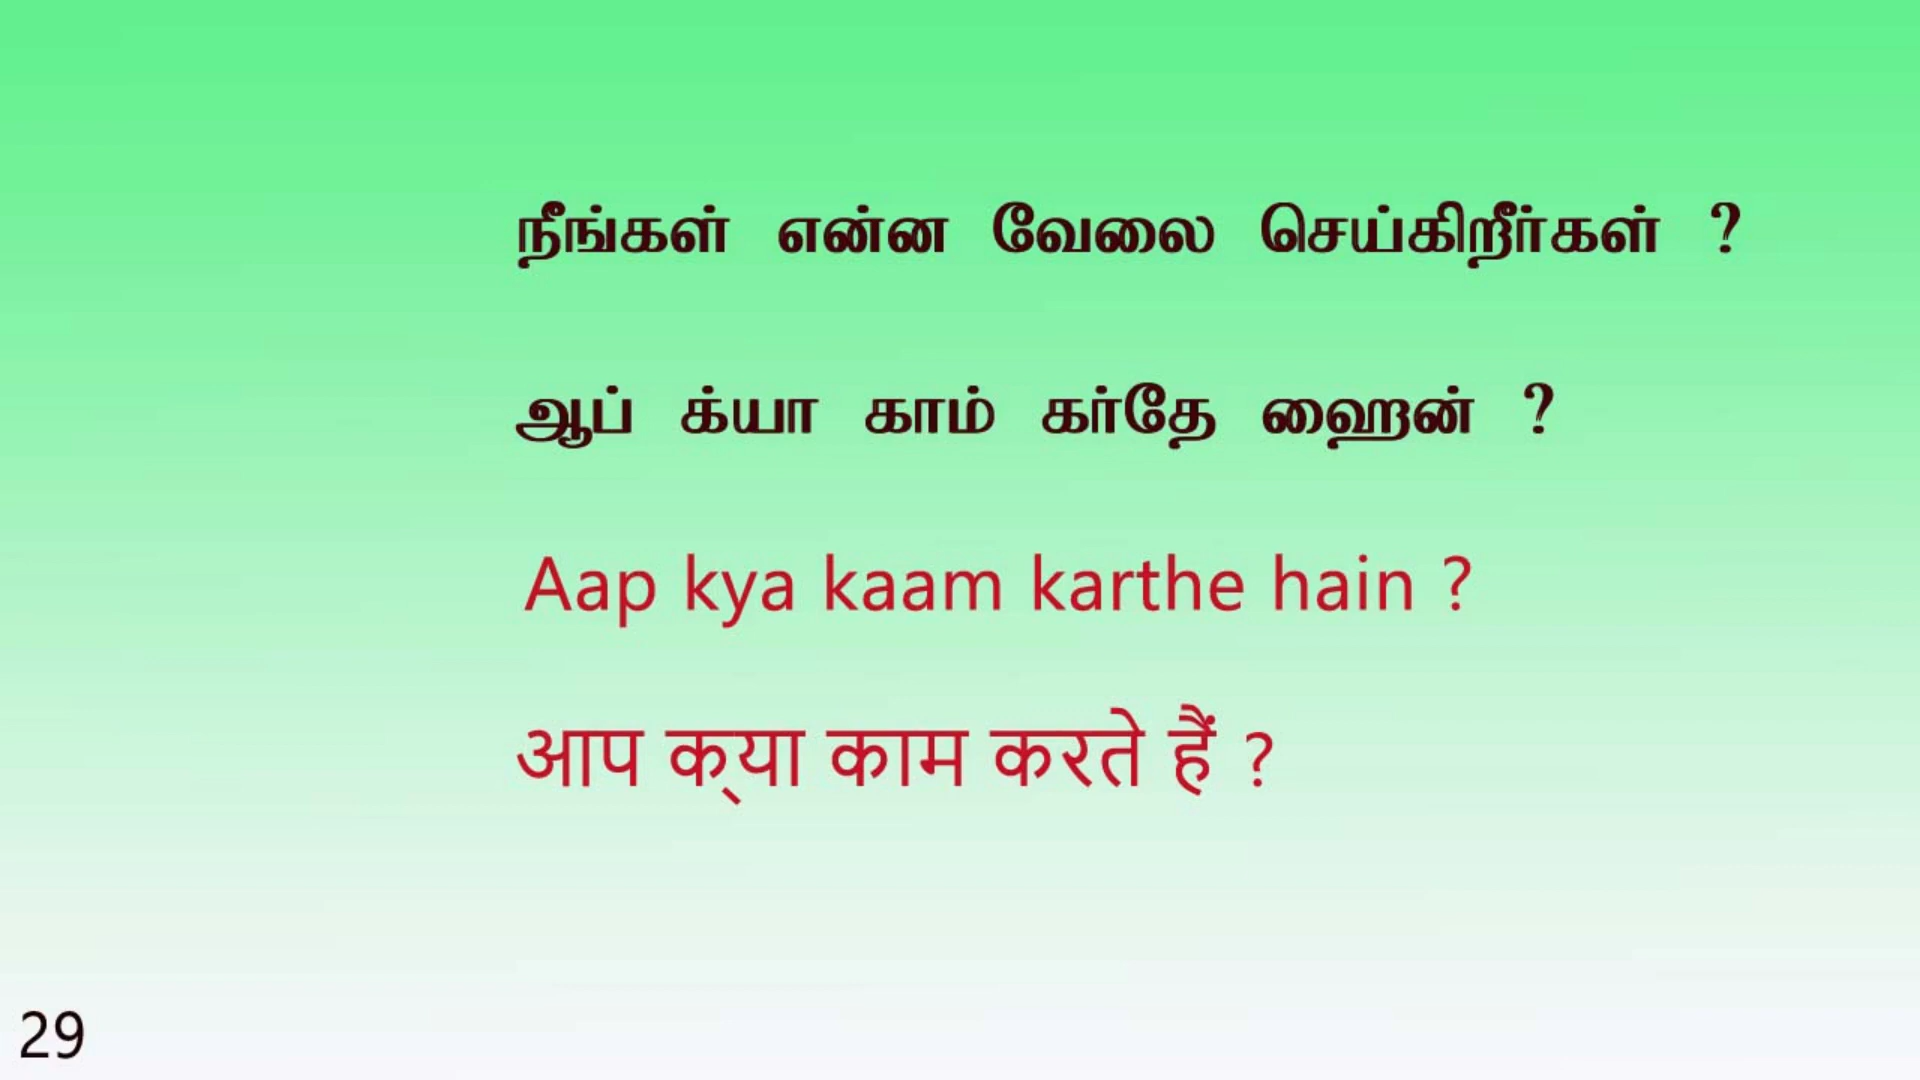 நீங்கள் என்ன வேலை செய்கிறீர்கள் ?
ஆப் க்யா காம் கர்தே ஹைன் ?
Aap kya kaam karthe hain ?
आप क्‌या काम करते हैं ?
29